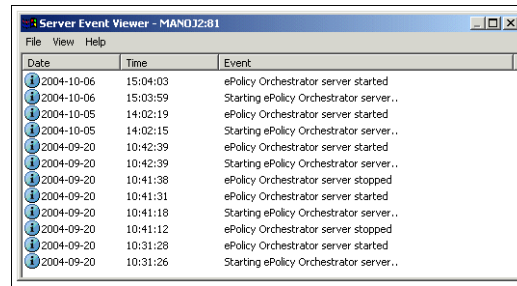 Server Event Viewer - MANOJ2:81
File View Help
Date Time Event
2004-10-06 15:04:03 ePolicy Orchestrator server started
2004-10-06 15:03:59 Starting ePolicy Orchestrator server..
2004-10-05 14:02:19 ePolicy Orchestrator server started
2004-10-05 14:02:15 Starting ePolicy Orchestrator server..
2004-09-20 10:42:39 ePolicy Orchestrator server started
2004-09-20 10:42:39 Starting ePolicy Orchestrator server..
2004-09-20 10:41:38 ePolicy Orchestrator server stopped
2004-09-20 10:41:31 ePolicy Orchestrator server started
2004-09-20 10:41:18 Starting ePolicy Orchestrator server..
2004-09-20 10:41:12 ePolicy Orchestrator server stopped
2004-09-20 10:31:28 ePolicy Orchestrator server started
2004-09-20 10:31:26 Starting ePolicy Orchestrator server..